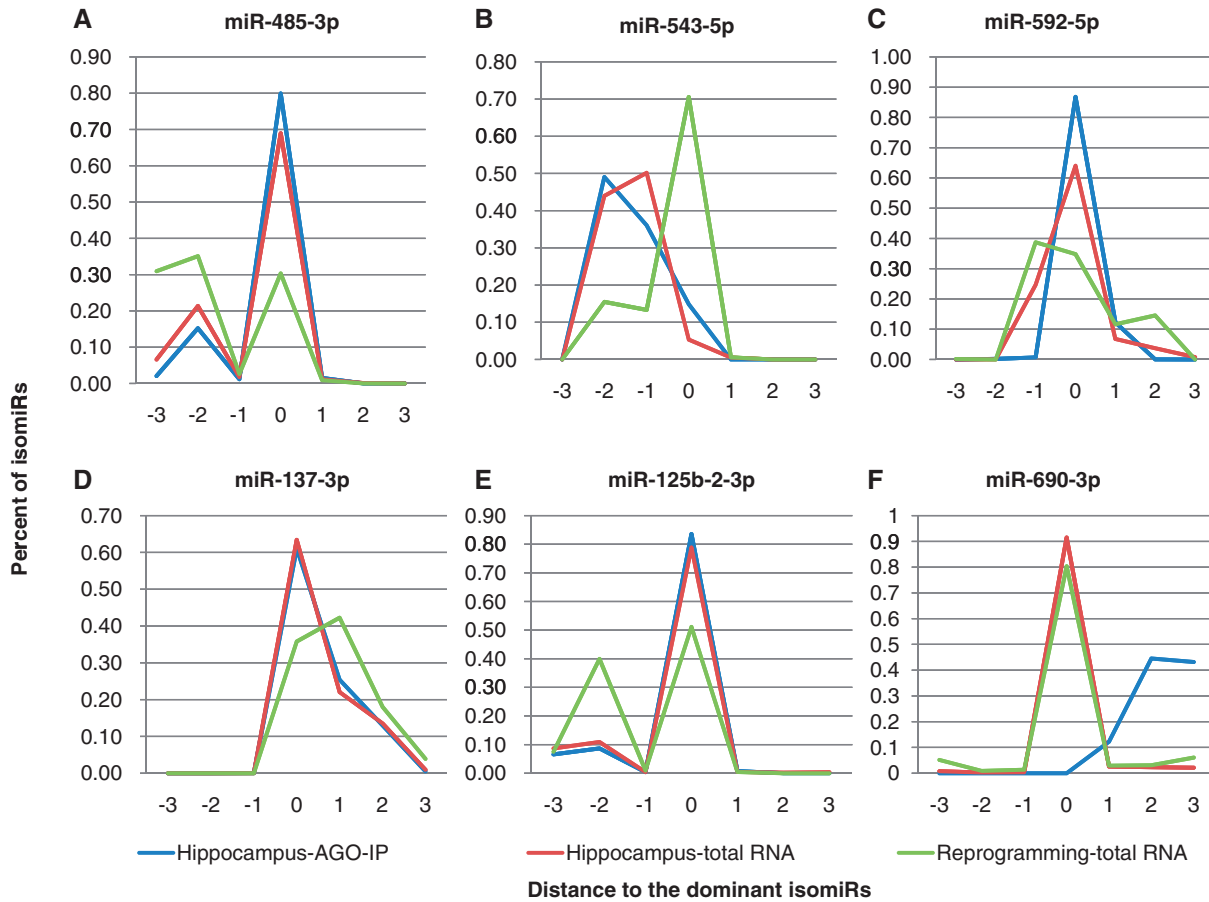 A
miR-485-3p
0.90
0.80
0.70
0.60
0.50
0.40
0.30
0.20
0.10
0.00
-3 -2 -1 0 1 2 3
B
miR-543-5p
0.80
0.70
0.60
0.50
0.40
0.30
0.20
0.10
0.00
-3 -2 -1 0 1 2 3
C
miR-592-5p
1.00
0.90
0.80
0.70
0.60
0.50
0.40
0.30
0.20
0.10
0.00
-3 -2 -1 0 1 2 3
Percent of isomiRs
D
miR-137-3p
0.70
0.60
0.50
0.40
0.30
0.20
0.10
0.00
-3 -2 -1 0 1 2 3
E
miR-125b-2-3p
0.90
0.80
0.70
0.60
0.50
0.40
0.30
0.20
0.10
0.00
-3 -2 -1 0 1 2 3
F
miR-690-3p
1
0.9
0.8
0.7
0.6
0.5
0.4
0.3
0.2
0.1
0
-3 -2 -1 0 1 2 3
Hippocampus-AGO-IP
Hippocampus-total RNA
Reprogramming-total RNA
Distance to the dominant isomiRs